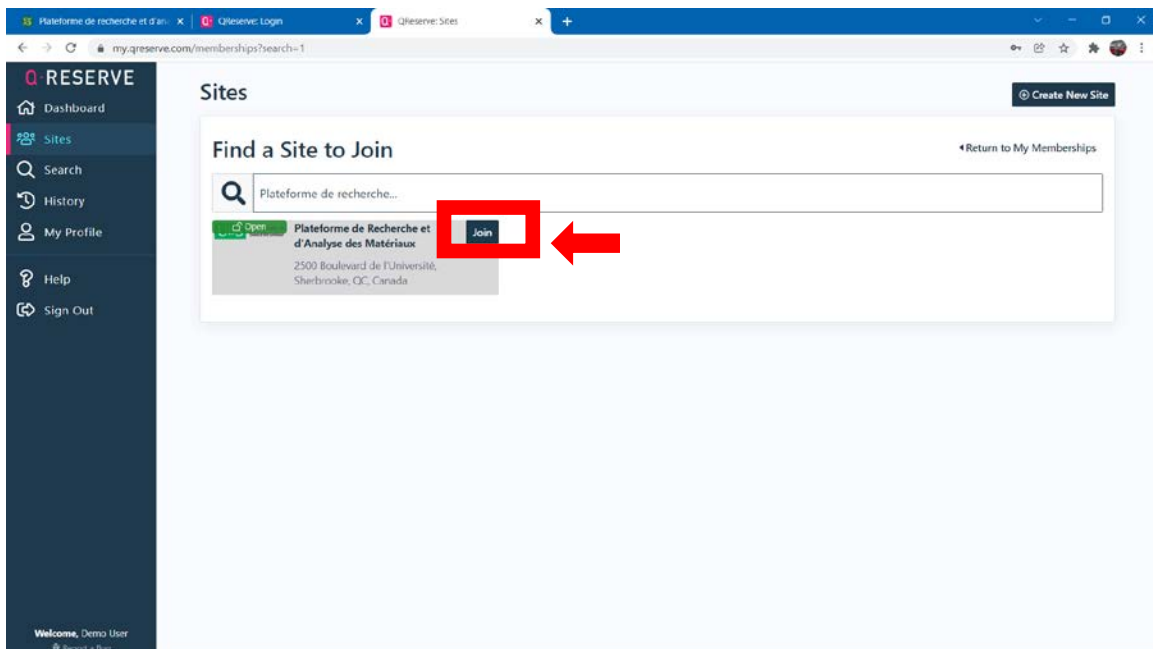 Plateforme de recherche et d'an
QReserve: Login
QReserve: Sites
my.qreserve.com/memberships?search=1
Q·RESERVE
Dashboard
Sites
Search
History
My Profile
Help
Sign Out
Welcome, Demo User
Report a Bug
Sites
Create New Site
Find a Site to Join
Return to My Memberships
Plateforme de recherche...
Open
Plateforme de Recherche et
d'Analyse des Matériaux
Join
2500 Boulevard de l'Université,
Sherbrooke, QC, Canada